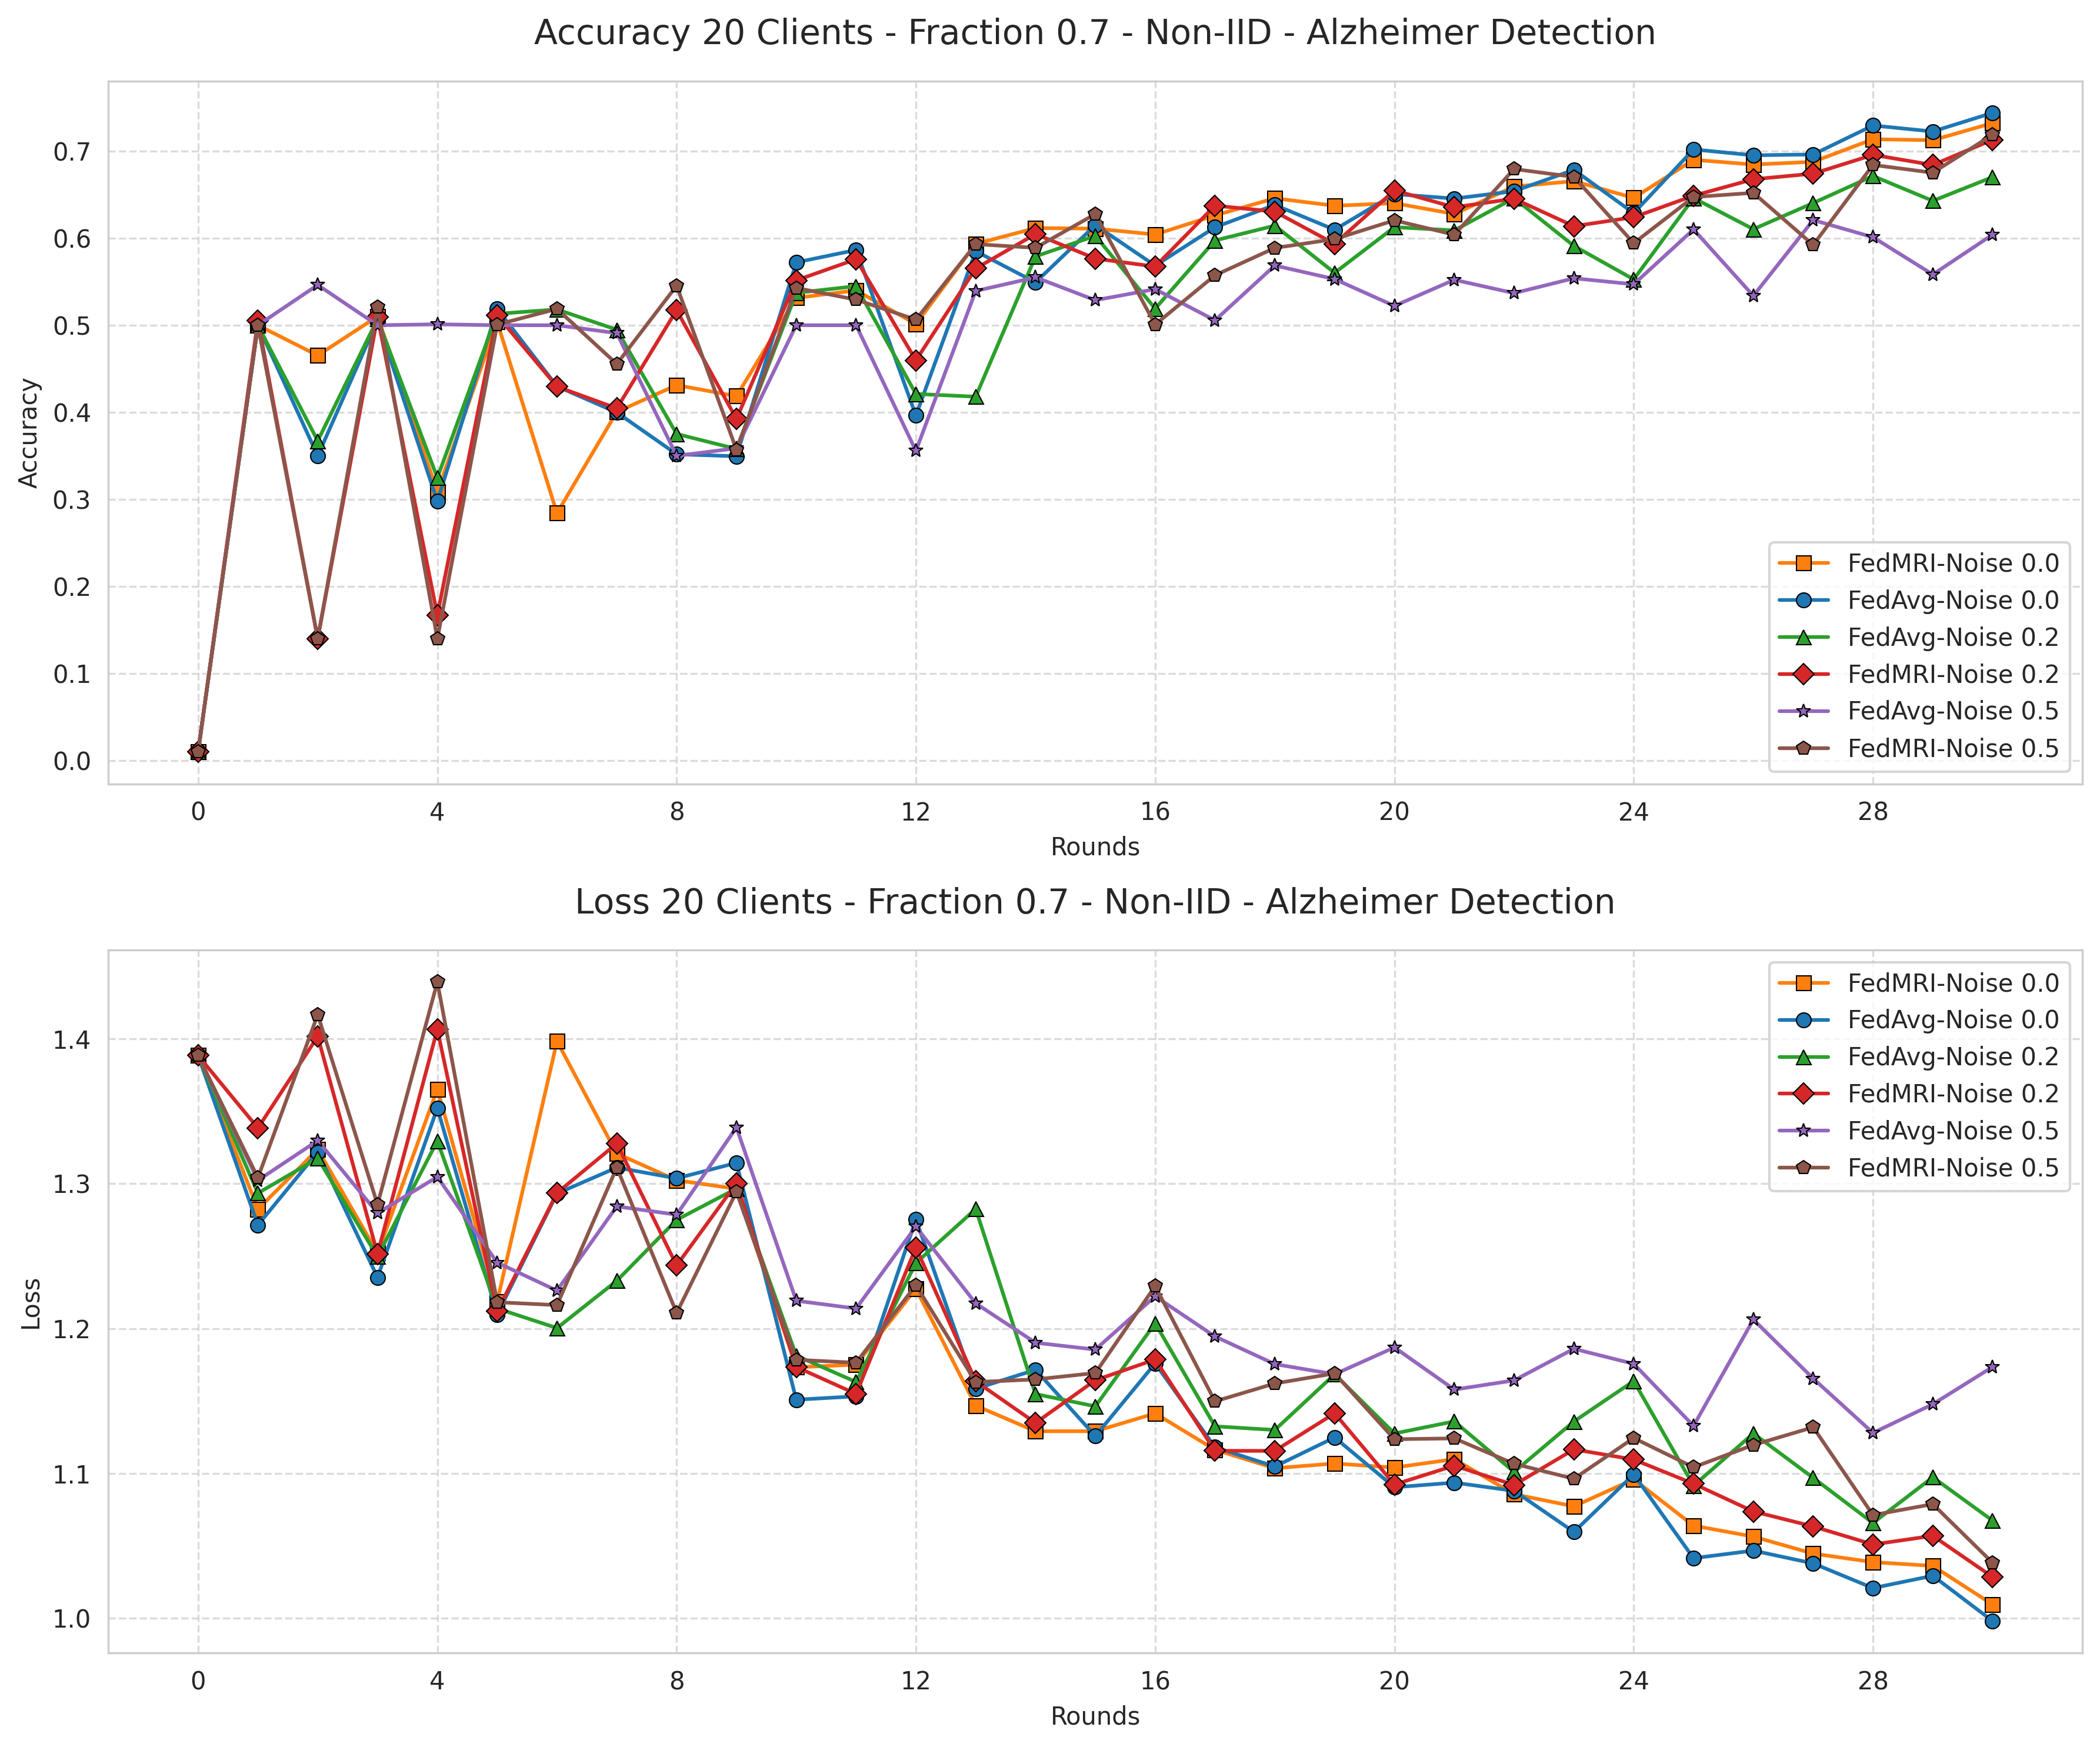 Accuracy 20 Clients - Fraction 0.7 - Non-IID - Alzheimer Detection
0.7
0.6
0.5
0.4
0.3
0.2
0.1
0.0
Accuracy
FedMRI-Noise 0.0
FedAvg-Noise 0.0
FedAvg-Noise 0.2
FedMRI-Noise 0.2
FedAvg-Noise 0.5
FedMRI-Noise 0.5
0 4 8 12 16 20 24 28
Rounds
Loss 20 Clients - Fraction 0.7 - Non-IID - Alzheimer Detection
1.4
1.3
1.2
1.1
1.0
Loss
FedMRI-Noise 0.0
FedAvg-Noise 0.0
FedAvg-Noise 0.2
FedMRI-Noise 0.2
FedAvg-Noise 0.5
FedMRI-Noise 0.5
0 4 8 12 16 20 24 28
Rounds